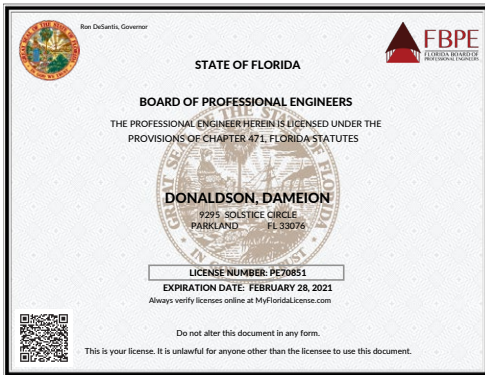 Ron DeSantis, Governor
FBPE
FLORIDA BOARD OF
PROFESSIONAL ENGINEERS
STATE OF FLORIDA
BOARD OF PROFESSIONAL ENGINEERS
THE PROFESSIONAL ENGINEER HEREIN IS LICENSED UNDER THE
PROVISIONS OF CHAPTER 471, FLORIDA STATUTES
DONALDSON, DAMEION
9295 SOLSTICE CIRCLE
PARKLAND FL 33076
LICENSE NUMBER: PE70851
EXPIRATION DATE: FEBRUARY 28, 2021
Always verify licenses online at MyFloridaLicense.com
Do not alter this document in any form.
This is your license. It is unlawful for anyone other than the licensee to use this document.